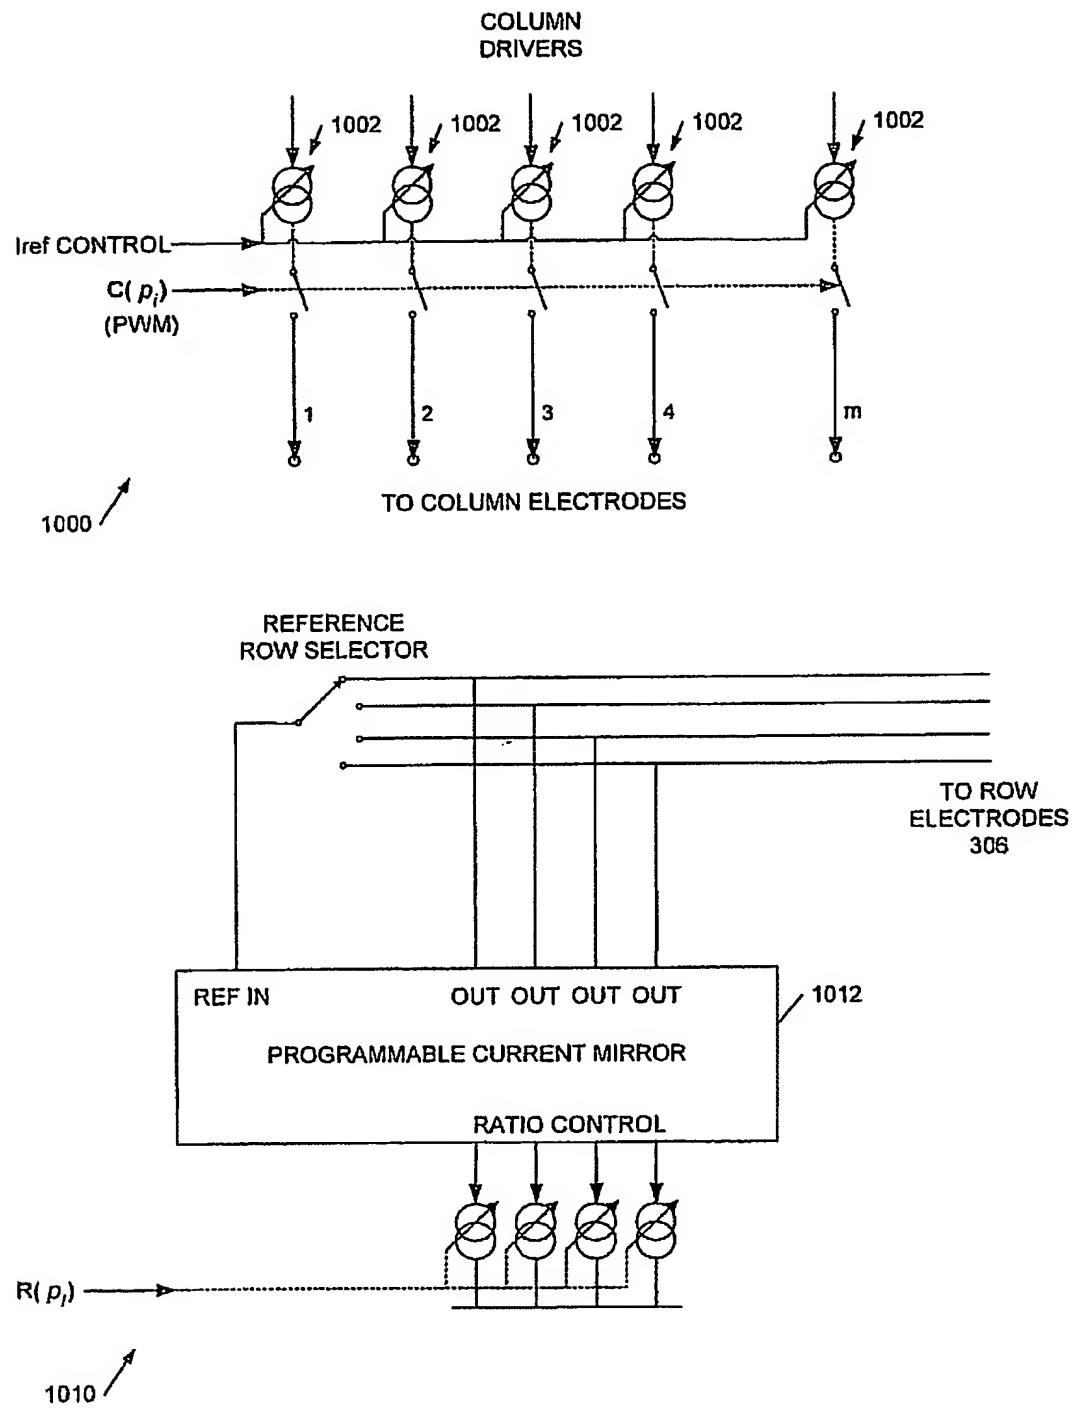 COLUMN
DRIVERS
1002 1002 1002 1002 1002
Iref CONTROL
C( pi)
(PWM)
1 2 3 4 m
TO COLUMN ELECTRODES
1000
REFERENCE
ROW SELECTOR
TO ROW
ELECTRODES
306
REF IN OUT OUT OUT OUT
1012
PROGRAMMABLE CURRENT MIRROR
RATIO CONTROL
R( pi)
1010